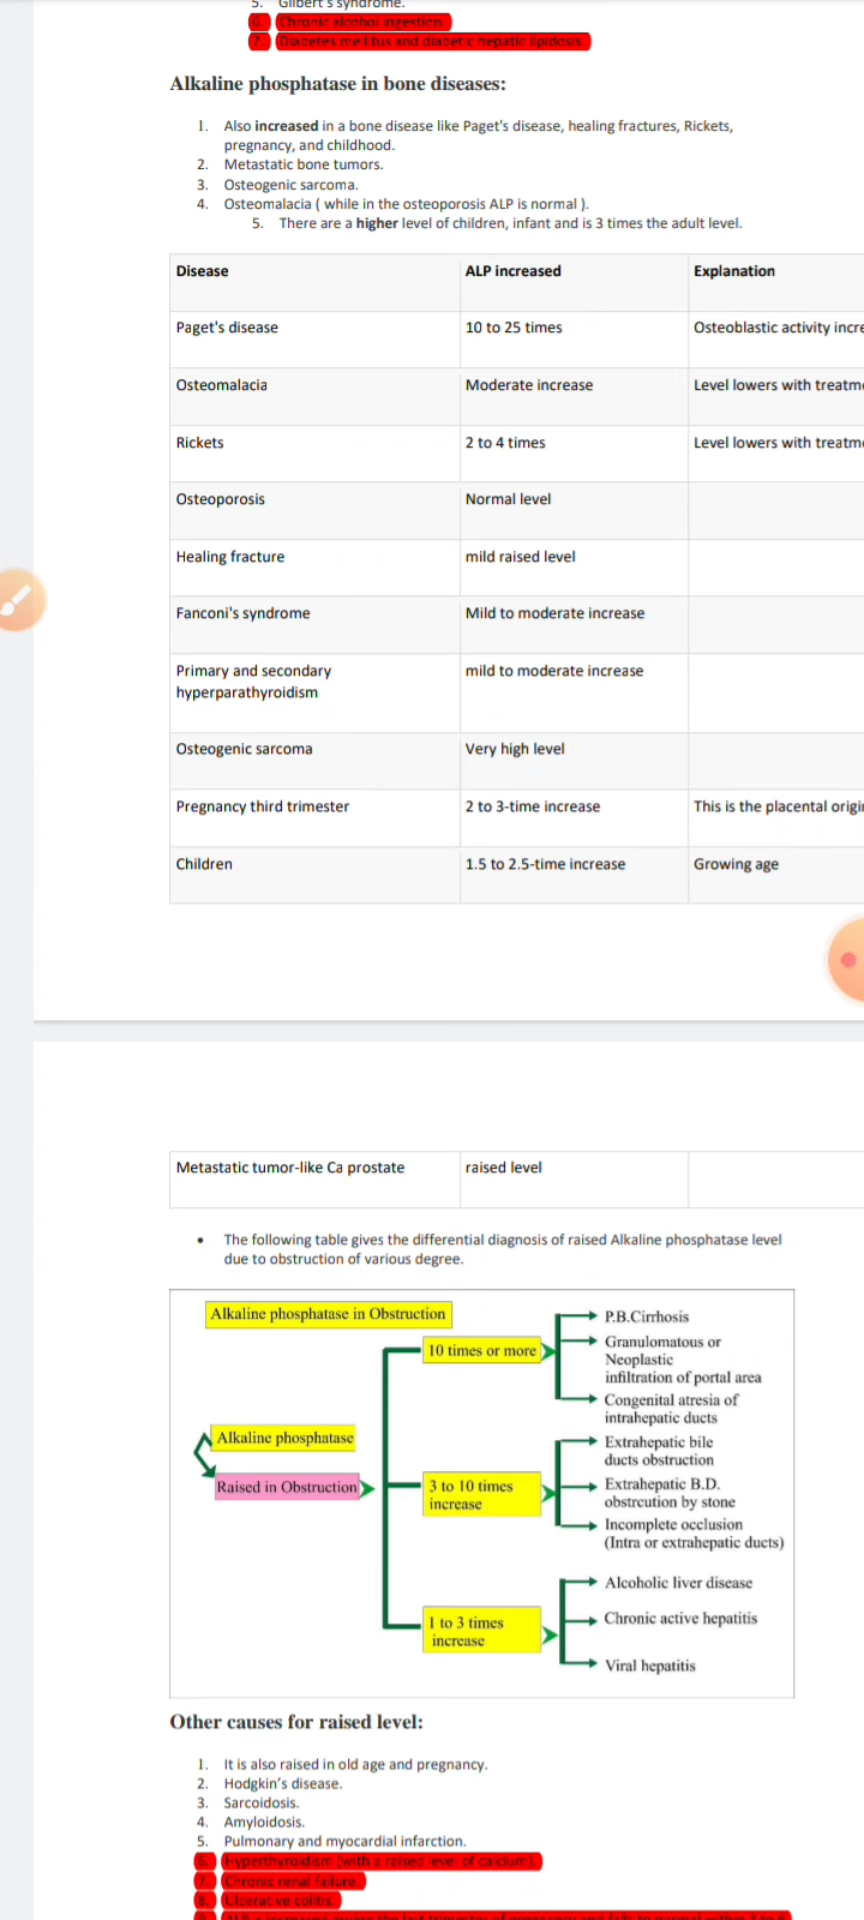 5. Gilbert's syndrome.
6. Chronic alcohol ingestion.
7. Diabetes mellitus and diabetic hepatic lipidosis.
Alkaline phosphatase in bone diseases:
1. Also increased in a bone disease like Paget's disease, healing fractures, Rickets,
pregnancy, and childhood.
2. Metastatic bone tumors.
3. Osteogenic sarcoma.
4. Osteomalacia ( while in the osteoporosis ALP is normal ).
5. There are a higher level of children, infant and is 3 times the adult level.
Disease ALP increased Explanation
Paget's disease 10 to 25 times Osteoblastic activity incre
Osteomalacia Moderate increase Level lowers with treatm
Rickets 2 to 4 times Level lowers with treatm
Osteoporosis Normal level
Healing fracture mild raised level
Fanconi's syndrome Mild to moderate increase
Primary and secondary mild to moderate increase
hyperparathyroidism
Osteogenic sarcoma Very high level
Pregnancy third trimester 2 to 3-time increase This is the placental origi
Children 1.5 to 2.5-time increase Growing age
Metastatic tumor-like Ca prostate raised level
• The following table gives the differential diagnosis of raised Alkaline phosphatase level
due to obstruction of various degree.
Alkaline phosphatase in Obstruction
Alkaline phosphatase
Raised in Obstruction
10 times or more
P.B.Cirrhosis
Granulomatous or
Neoplastic
infiltration of portal area
Congenital atresia of
intrahepatic ducts
3 to 10 times
increase
Extrahepatic bile
ducts obstruction
Extrahepatic B.D.
obstrcution by stone
Incomplete occlusion
(Intra or extrahepatic ducts)
1 to 3 times
increase
Alcoholic liver disease
Chronic active hepatitis
Viral hepatitis
Other causes for raised level:
1. It is also raised in old age and pregnancy.
2. Hodgkin's disease.
3. Sarcoidosis.
4. Amyloidosis.
5. Pulmonary and myocardial infarction.
6. Hyperthyroidism (with a raised level of calcium).
7. Chronic renal failure.
8. Ulcerative colitis.